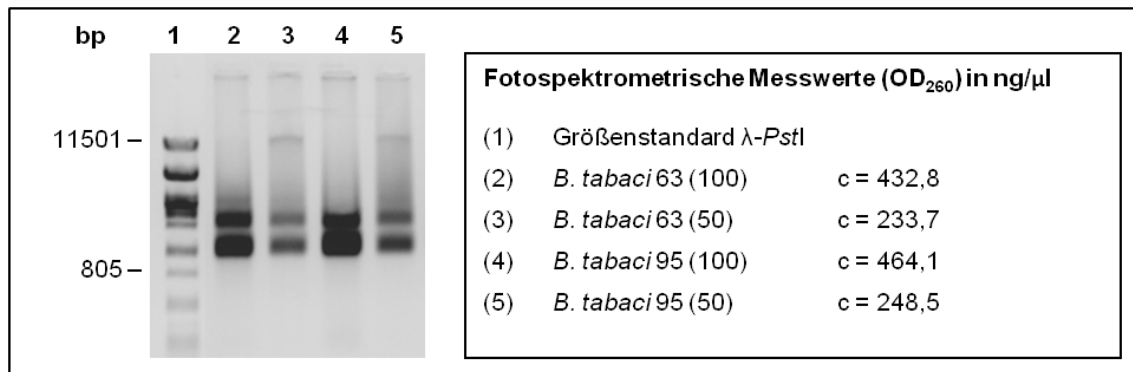 bp 1 2 3 4 5
11501 –
805 –
Fotospektrometrische Messwerte (OD260) in ng/µl
(1) Größenstandard λ-PstI
(2) B. tabaci 63 (100) c = 432,8
(3) B. tabaci 63 (50) c = 233,7
(4) B. tabaci 95 (100) c = 464,1
(5) B. tabaci 95 (50) c = 248,5